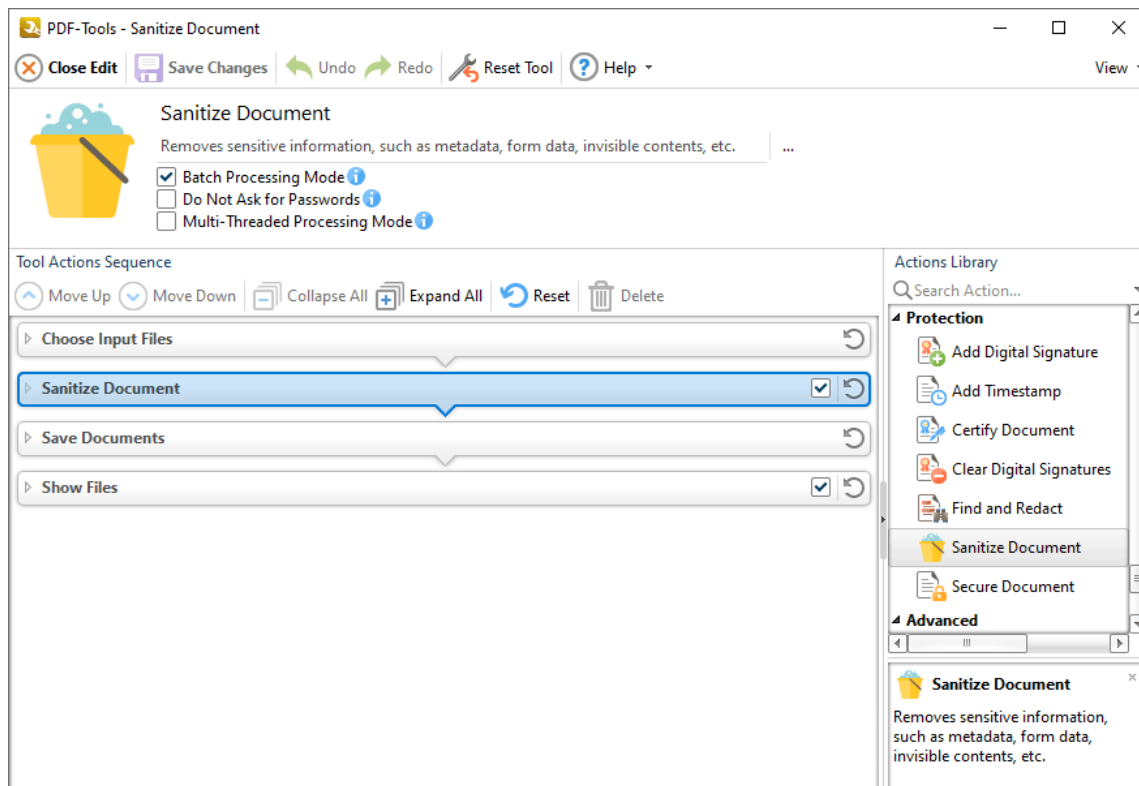 PDF-Tools - Sanitize Document
Close Edit Save Changes Undo Redo Reset Tool Help View
Sanitize Document
Removes sensitive information, such as metadata, form data, invisible contents, etc. ...
Batch Processing Mode
Do Not Ask for Passwords
Multi-Threaded Processing Mode
Tool Actions Sequence
Move Up Move Down Collapse All Expand All Reset Delete
Choose Input Files
Sanitize Document
Save Documents
Show Files
Actions Library
Search Action...
Protection
Add Digital Signature
Add Timestamp
Certify Document
Clear Digital Signatures
Find and Redact
Sanitize Document
Secure Document
Advanced
Sanitize Document
Removes sensitive information,
such as metadata, form data,
invisible contents, etc.